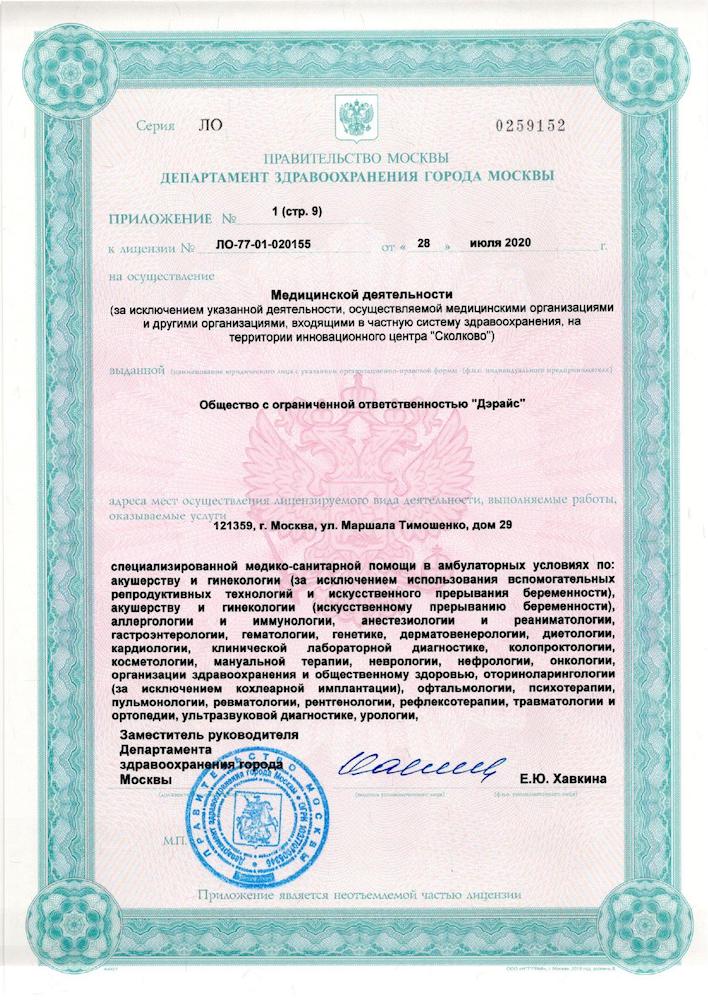 Серия ЛО
0259152
ПРАВИТЕЛЬСТВО МОСКВЫ
ДЕПАРТАМЕНТ ЗДРАВООХРАНЕНИЯ ГОРОДА МОСКВЫ
ПРИЛОЖЕНИЕ № 1 (стр. 9)
к лицензии № ЛО-77-01-020155 от « 28 » июля 2020 г.
на осуществление
Медицинской деятельности
(за исключением указанной деятельности, осуществляемой медицинскими организациями
и другими организациями, входящими в частную систему здравоохранения, на
территории инновационного центра "Сколково")
выданной (наименование юридического лица с указанием организационно-правовой формы (ф.и.о. индивидуального предпринимателя)
Общество с ограниченной ответственностью "Дэрайс"
адреса мест осуществления лицензируемого вида деятельности, выполняемые работы,
оказываемые услуги
121359, г. Москва, ул. Маршала Тимошенко, дом 29
специализированной медико-санитарной помощи в амбулаторных условиях по:
акушерству и гинекологии (за исключением использования вспомогательных
репродуктивных технологий и искусственного прерывания беременности),
акушерству и гинекологии (искусственному прерыванию беременности),
аллергологии и иммунологии, анестезиологии и реаниматологии,
гастроэнтерологии, гематологии, генетике, дерматовенерологии, диетологии,
кардиологии, клинической лабораторной диагностике, колопроктологии,
косметологии, мануальной терапии, неврологии, нефрологии, онкологии,
организации здравоохранения и общественному здоровью, оториноларингологии
(за исключением кохлеарной имплантации), офтальмологии, психотерапии,
пульмонологии, ревматологии, рентгенологии, рефлексотерапии, травматологии и
ортопедии, ультразвуковой диагностике, урологии,
Заместитель руководителя
Департамента
здравоохранения города
Москвы
Е.Ю. Хавкина
(подпись уполномоченного лица)
(ф.и.о. уполномоченного лица)
ПРАВИТЕЛЬСТВО МОСКВЫ
Департамент здравоохранения города Москвы
М.П.
Приложение является неотъемлемой частью лицензии